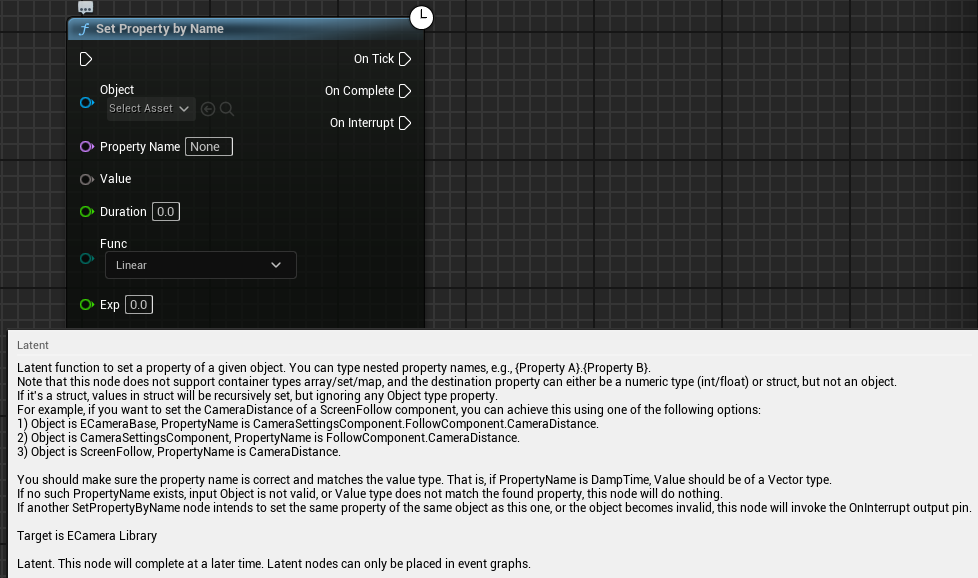 Set Property by Name
On Tick
Object
Select Asset
On Complete
On Interrupt
Property Name None
Value
Duration 0.0
Func
Linear
Exp 0.0
Latent
Latent function to set a property of a given object. You can type nested property names, e.g., {Property A}.{Property B}.
Note that this node does not support container types array/set/map, and the destination property can either be a numeric type (int/float) or struct, but not an object.
If it's a struct, values in struct will be recursively set, but ignoring any Object type property.
For example, if you want to set the CameraDistance of a ScreenFollow component, you can achieve this using one of the following options:
1) Object is ECameraBase, PropertyName is CameraSettingsComponent.FollowComponent.CameraDistance.
2) Object is CameraSettingsComponent, PropertyName is FollowComponent.CameraDistance.
3) Object is ScreenFollow, PropertyName is CameraDistance.
You should make sure the property name is correct and matches the value type. That is, if PropertyName is DampTime, Value should be of a Vector type.
If no such PropertyName exists, input Object is not valid, or Value type does not match the found property, this node will do nothing.
If another SetPropertyByName node intends to set the same property of the same object as this one, or the object becomes invalid, this node will invoke the OnInterrupt output pin.
Target is ECamera Library
Latent. This node will complete at a later time. Latent nodes can only be placed in event graphs.